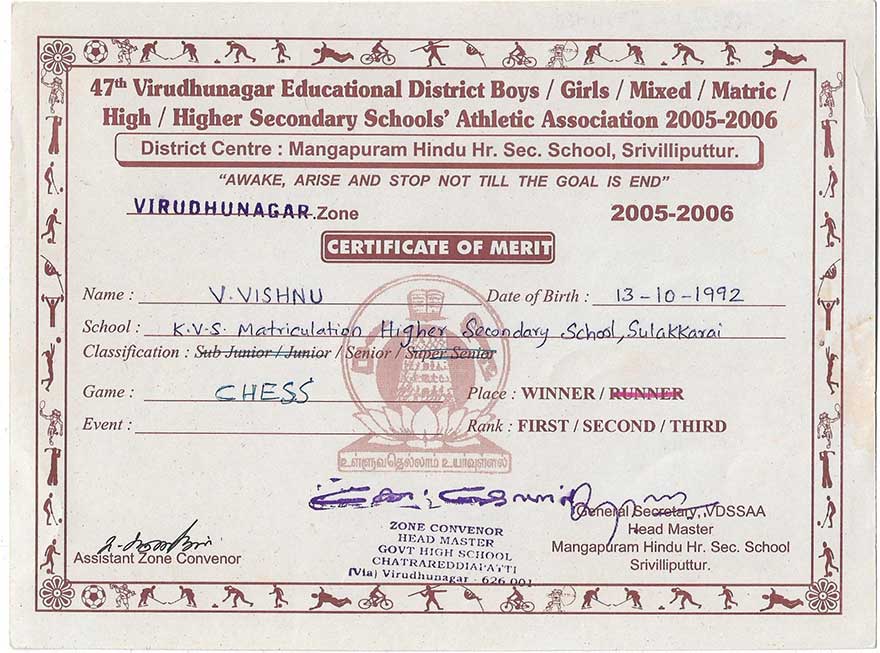 47th Virudhunagar Educational District Boys / Girls / Mixed / Matric /
High / Higher Secondary Schools' Athletic Association 2005-2006
District Centre : Mangapuram Hindu Hr. Sec. School, Srivilliputtur.
"AWAKE, ARISE AND STOP NOT TILL THE GOAL IS END"
VIRUDHUNAGAR.Zone 2005-2006
CERTIFICATE OF MERIT
Name : V. VISHNU Date of Birth : 13-10-1992
School : K.V.S. Matriculation Higher Secondary School, Sulakkarai
Classification : Sub Junior / Junior / Senior / Super Senior
Game : CHESS Place : WINNER / RUNNER
Event : Rank : FIRST / SECOND / THIRD
உள்ளுவதெல்லாம் உயர்வுள்ளல்
General Secretary, VDSSAA
Head Master
Mangapuram Hindu Hr. Sec. School
Srivilliputtur.
ZONE CONVENOR
HEAD MASTER
GOVT HIGH SCHOOL
CHATRAREDDIAPATTI
(Via) Virudhunagar - 626 001
Assistant Zone Convenor